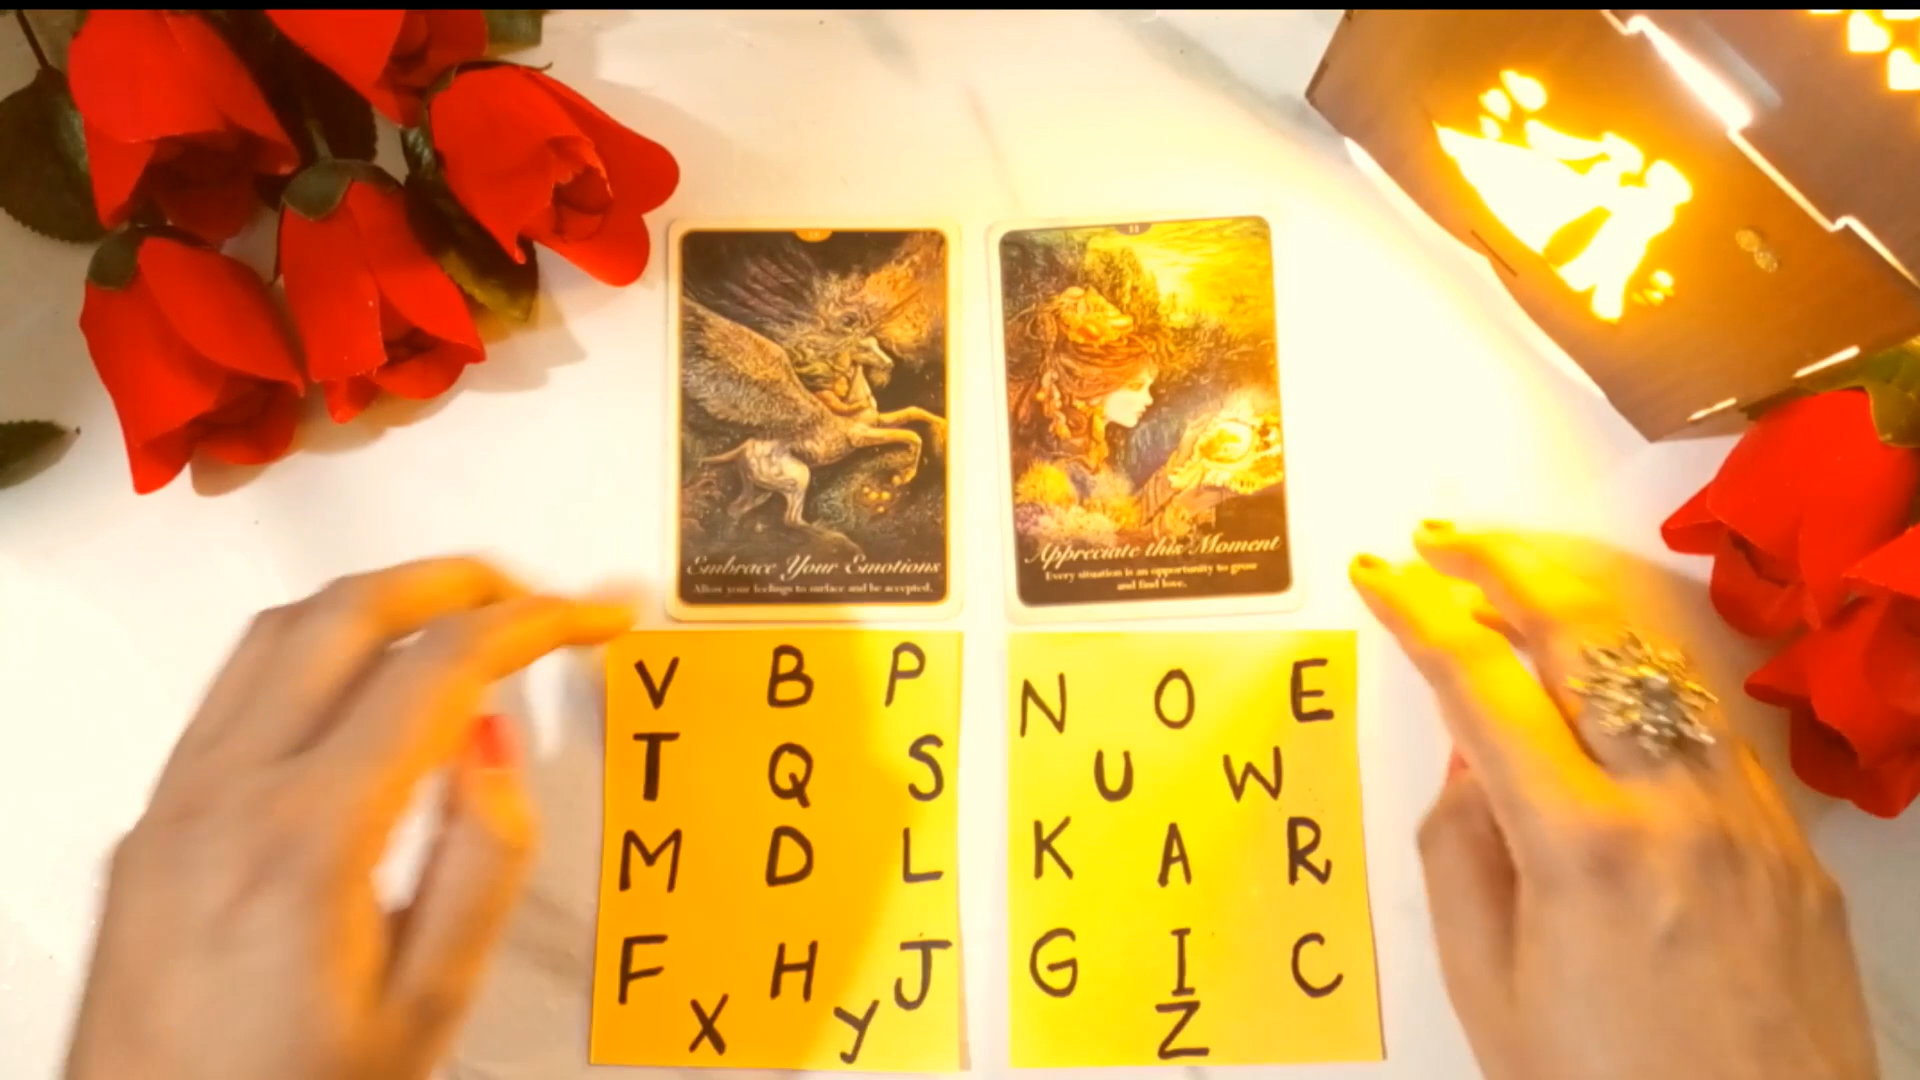 Embrace Your Emotions
Allow your feelings to surface and be accepted.
Appreciate this Moment
Every situation is an opportunity to grow
and find love.
V B P
T Q S
M D L
F H J
X Y
N O E
U W
K A R
G I C
Z